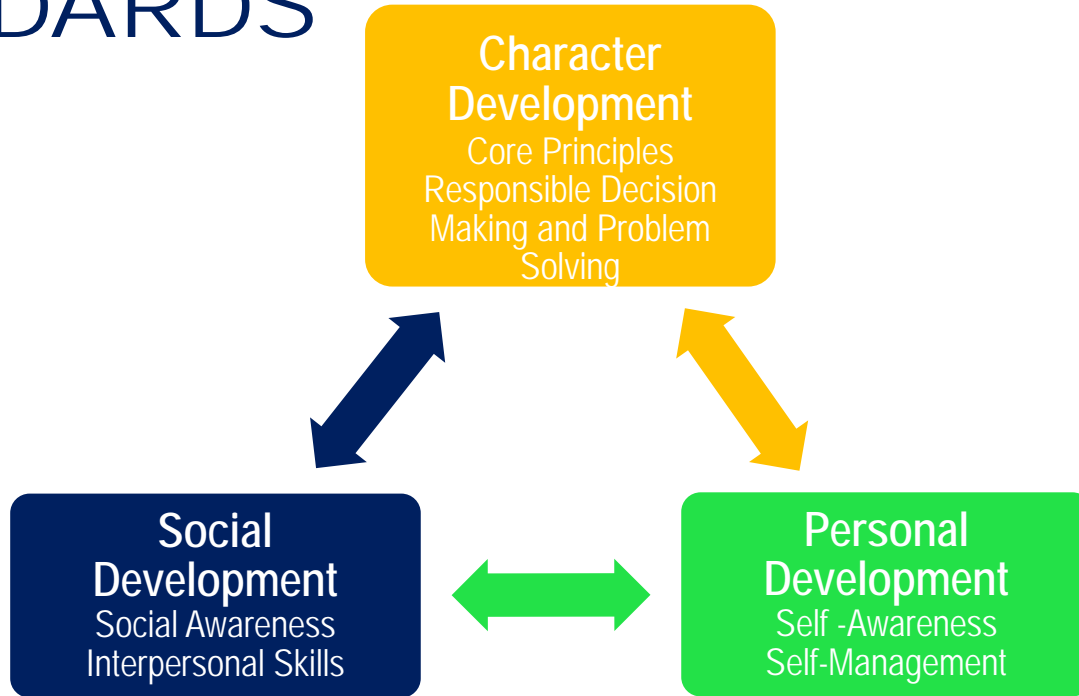 DARDS
Character
Development
Core Principles
Responsible Decision
Making and Problem
Solving
Social
Development
Social Awareness
Interpersonal Skills
Personal
Development
Self -Awareness
Self-Management